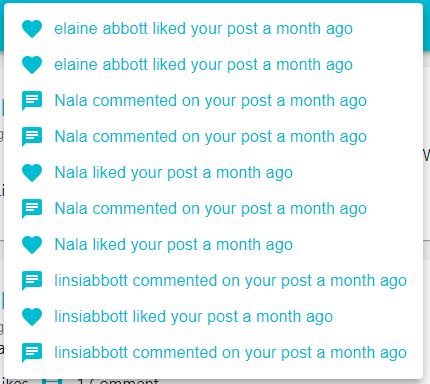 elaine abbott liked your post a month ago
elaine abbott liked your post a month ago
Nala commented on your post a month ago
Nala commented on your post a month ago
Nala liked your post a month ago
Nala commented on your post a month ago
Nala liked your post a month ago
linsiabbott commented on your post a month ago
linsiabbott liked your post a month ago
linsiabbott commented on your post a month ago
1 Comment